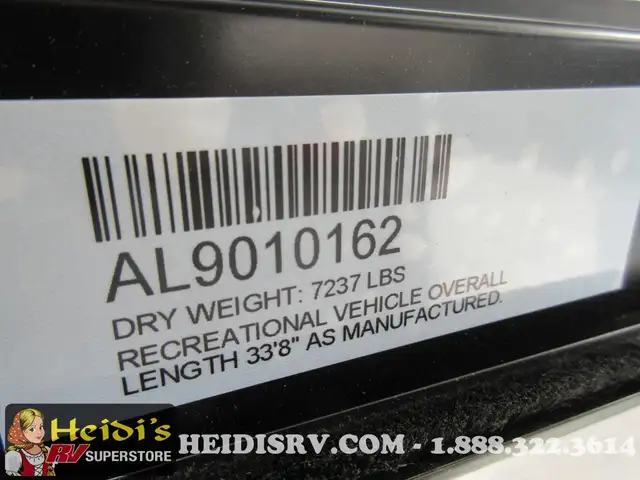 AL9010162
DRY WEIGHT: 7237 LBS
RECREATIONAL VEHICLE OVERALL
LENGTH 33'8" AS MANUFACTURED.
Heidi's
RV SUPERSTORE
HEIDISRV.COM - 1.888.322.3614